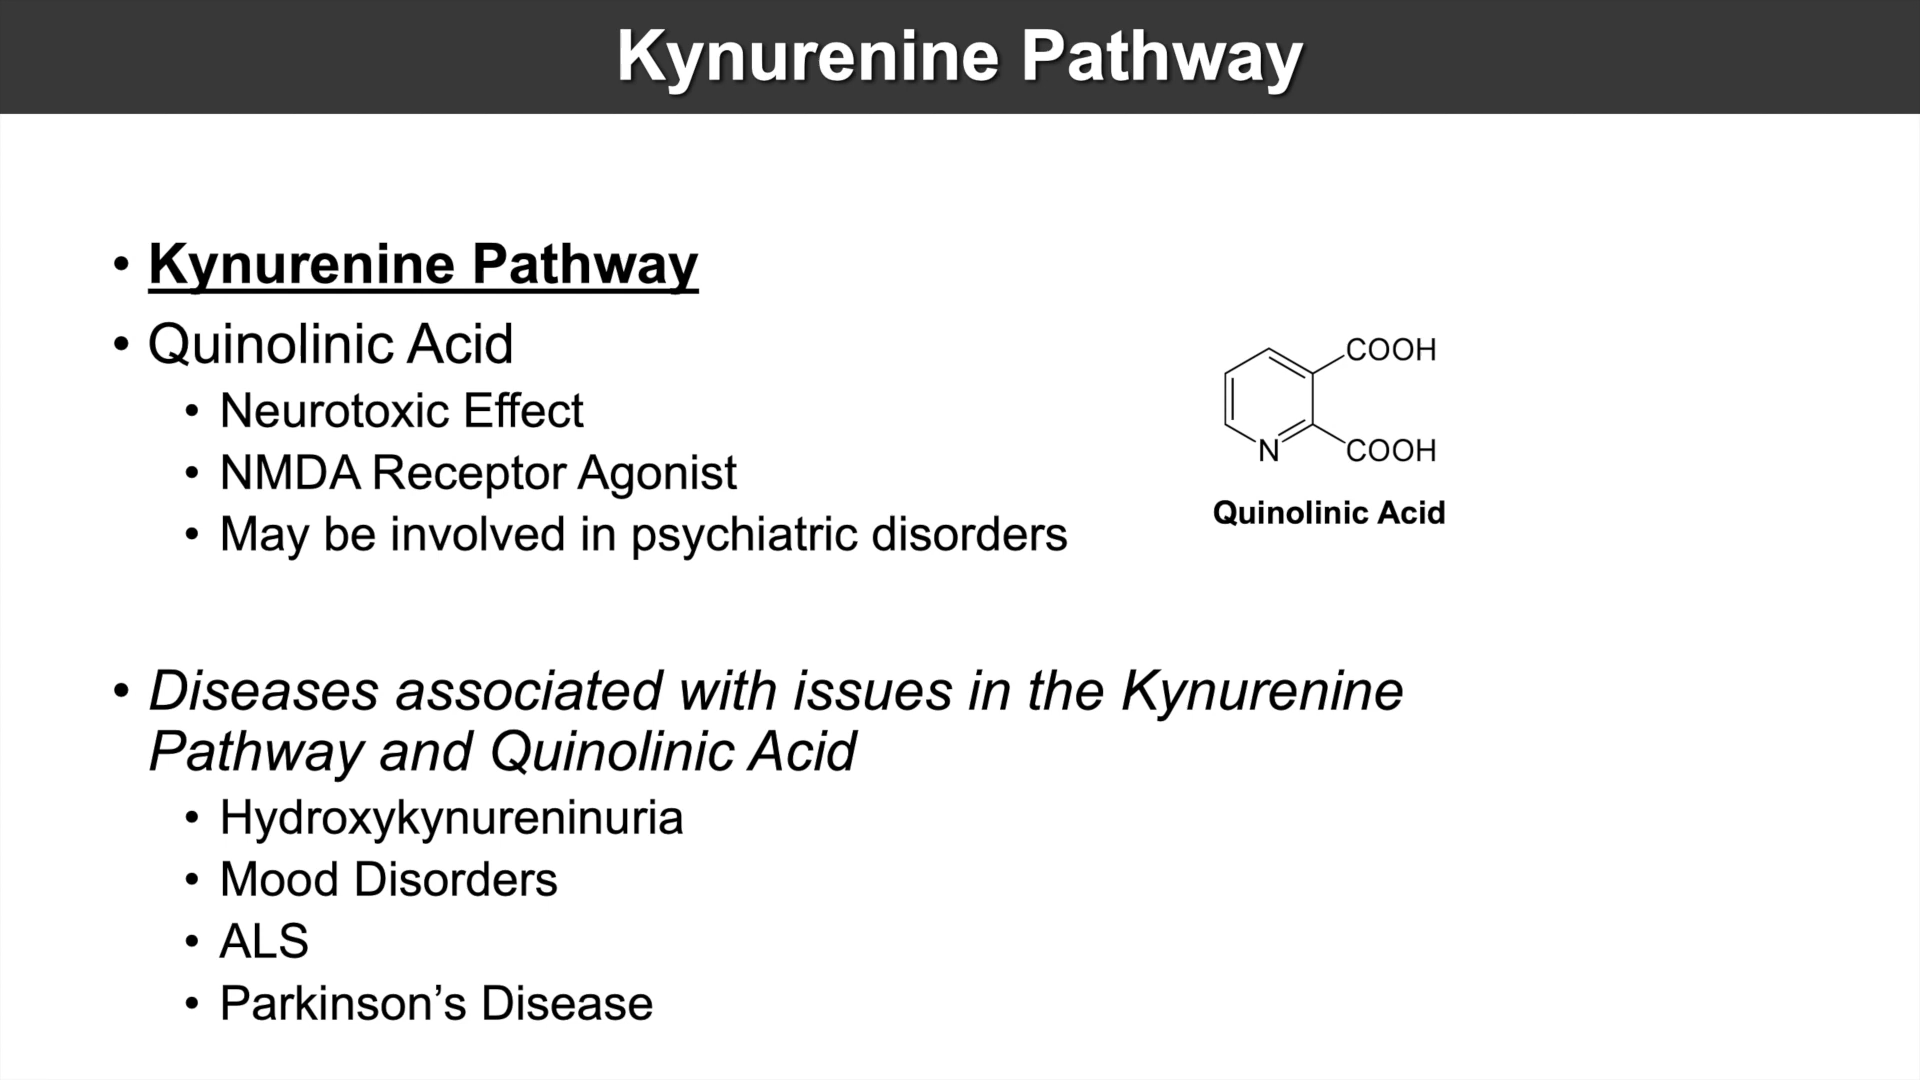 Kynurenine Pathway
• Kynurenine Pathway
• Quinolinic Acid
• Neurotoxic Effect
• NMDA Receptor Agonist
• May be involved in psychiatric disorders
COOH
N
COOH
Quinolinic Acid
• Diseases associated with issues in the Kynurenine
Pathway and Quinolinic Acid
• Hydroxykynureninuria
• Mood Disorders
• ALS
• Parkinson’s Disease